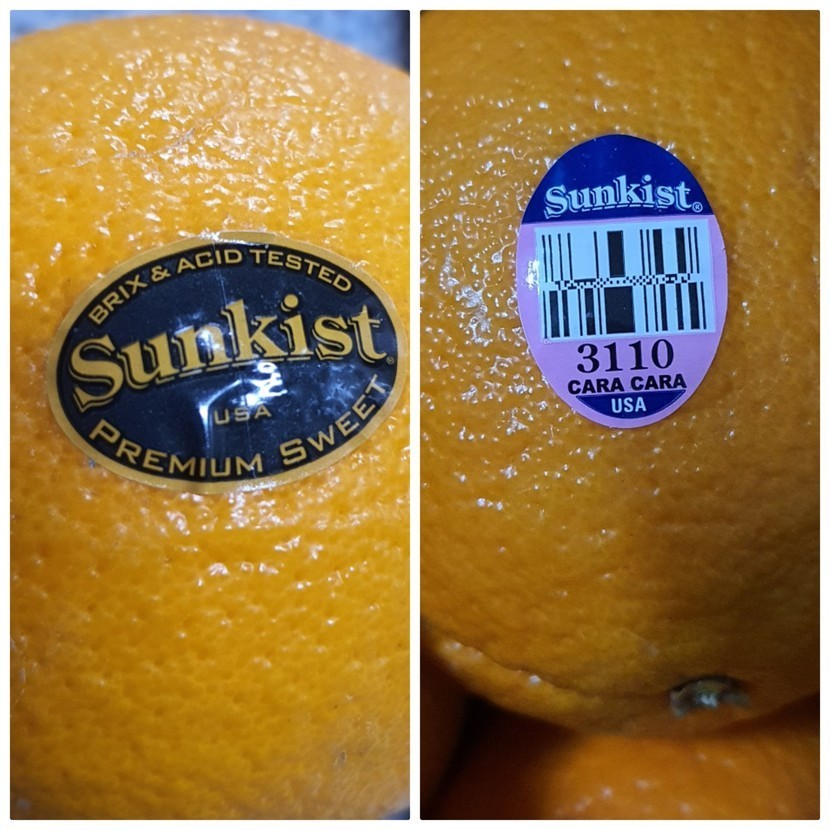 BRIX & ACID TESTED
Sunkist®
USA
PREMIUM SWEET
Sunkist®
3110
CARA CARA
USA